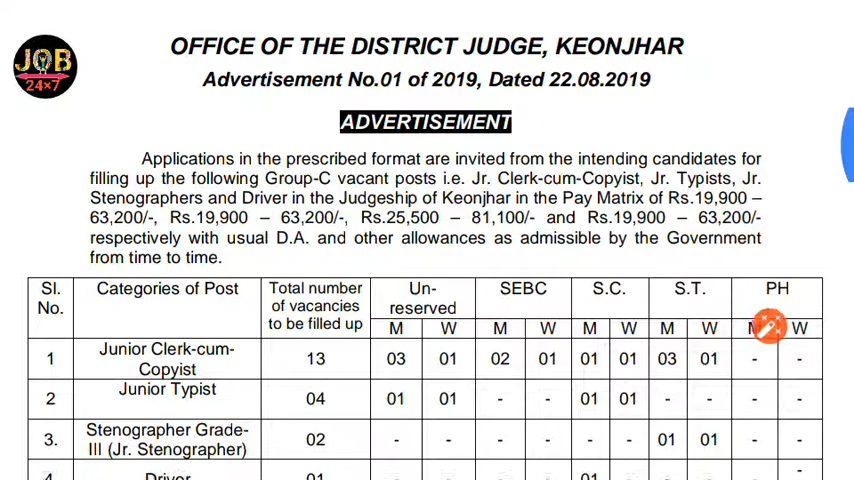 JOB
24×7
OFFICE OF THE DISTRICT JUDGE, KEONJHAR
Advertisement No.01 of 2019, Dated 22.08.2019
ADVERTISEMENT
Applications in the prescribed format are invited from the intending candidates for
filling up the following Group-C vacant posts i.e. Jr. Clerk-cum-Copyist, Jr. Typists, Jr.
Stenographers and Driver in the Judgeship of Keonjhar in the Pay Matrix of Rs.19,900 –
63,200/-, Rs.19,900 – 63,200/-, Rs.25,500 – 81,100/- and Rs.19,900 – 63,200/-
respectively with usual D.A. and other allowances as admissible by the Government
from time to time.
Sl. No. Categories of Post Total number of vacancies to be filled up Un-reserved SEBC S.C. S.T. PH
M W M W M W M W M W
1 Junior Clerk-cum-Copyist 13 03 01 02 01 01 01 03 01 - -
2 Junior Typist 04 01 01 - - 01 01 - - - -
3. Stenographer Grade-III (Jr. Stenographer) 02 - - - - - - 01 01 - -
4. Driver 01 - - - - 01 - - - - -